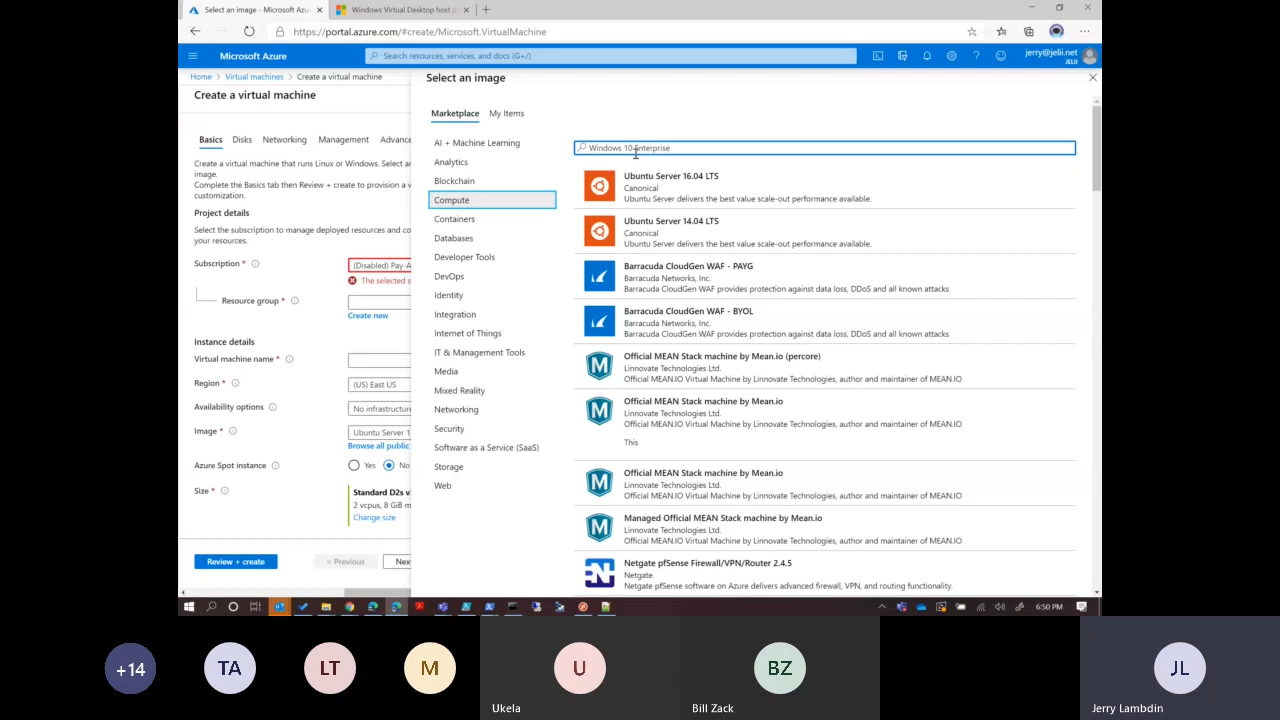 Select an image - Microsoft Azu
Windows Virtual Desktop host p
https://portal.azure.com/#create/Microsoft.VirtualMachine
Microsoft Azure
Search resources, services, and docs (G+/)
jerry@jelii.net
JELII
Home > Virtual machines > Create a virtual machine
Create a virtual machine
Basics
Disks
Networking
Management
Advance
Create a virtual machine that runs Linux or Windows. Select an
image.
Complete the Basics tab then Review + create to provision a v
customization.
Project details
Select the subscription to manage deployed resources and co
your resources.
Subscription *
(Disabled) Pay-A
The selected s
Resource group *
Create new
Instance details
Virtual machine name *
Region *
(US) East US
Availability options
No infrastructure
Image *
Ubuntu Server 1
Browse all public
Azure Spot instance
Yes
No
Size *
Standard D2s v
2 vcpus, 8 GiB m
Change size
Review + create
< Previous
Next
Select an image
Marketplace
My Items
AI + Machine Learning
Analytics
Blockchain
Compute
Containers
Databases
Developer Tools
DevOps
Identity
Integration
Internet of Things
IT & Management Tools
Media
Mixed Reality
Networking
Security
Software as a Service (SaaS)
Storage
Web
Windows 10 Enterprise
Ubuntu Server 16.04 LTS
Canonical
Ubuntu Server delivers the best value scale-out performance available.
Ubuntu Server 14.04 LTS
Canonical
Ubuntu Server delivers the best value scale-out performance available.
Barracuda CloudGen WAF - PAYG
Barracuda Networks, Inc.
Barracuda CloudGen WAF provides protection against data loss, DDoS and all known attacks
Barracuda CloudGen WAF - BYOL
Barracuda Networks, Inc.
Barracuda CloudGen WAF provides protection against data loss, DDoS and all known attacks
Official MEAN Stack machine by Mean.io (percore)
Linnovate Technologies Ltd.
Official MEAN.IO Virtual Machine by Linnovate Technologies, author and maintainer of MEAN.IO
Official MEAN Stack machine by Mean.io
Linnovate Technologies Ltd.
Official MEAN.IO Virtual Machine by Linnovate Technologies, author and maintainer of MEAN.IO
This
Official MEAN Stack machine by Mean.io
Linnovate Technologies Ltd.
Official MEAN.IO Virtual Machine by Linnovate Technologies, author and maintainer of MEAN.IO
Managed Official MEAN Stack machine by Mean.io
Linnovate Technologies Ltd.
Official MEAN.IO Virtual Machine by Linnovate Technologies, author and maintainer of MEAN.IO
Netgate pfSense Firewall/VPN/Router 2.4.5
Netgate
Netgate pfSense software on Azure delivers advanced firewall, VPN, and routing functionality.
6:50 PM
+14
TA
LT
M
U
Ukela
BZ
Bill Zack
JL
Jerry Lambdin